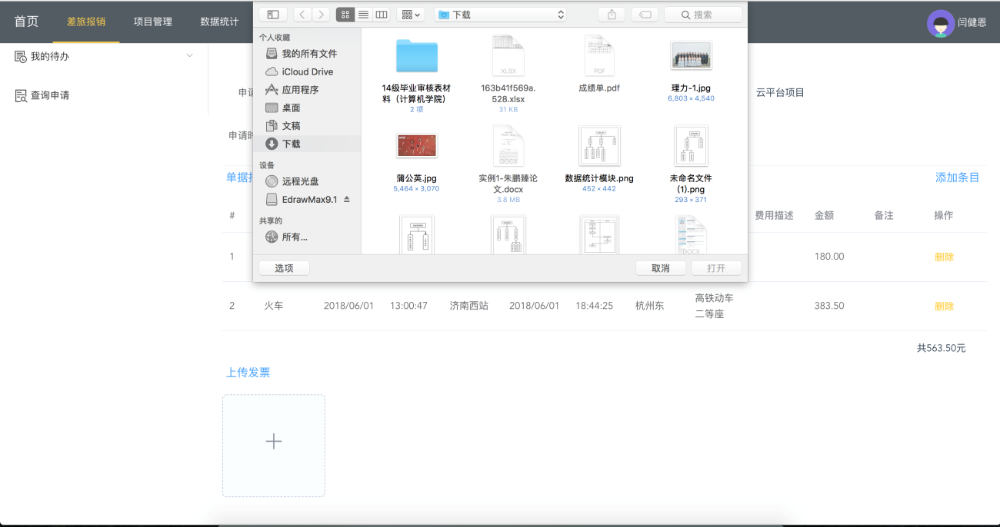 首页
差旅报销
项目管理
数据统计
下载
搜索
闫健恩
我的待办
查询申请
个人收藏
我的所有文件
iCloud Drive
应用程序
桌面
文稿
下载
设备
远程光盘
EdrawMax9.1
共享的
所有...
XLSX
PDF
14级毕业审核表材
料（计算机学院）
2 项
163b41f569a.
528.xlsx
31 KB
成绩单.pdf
理力-1.jpg
6,803 × 4,540
DOCX
蒲公英.jpg
5,464 × 3,070
实例1-朱鹏臻论
文.docx
3.8 MB
数据统计模块.png
452 × 442
未命名文件
(1).png
293 × 371
DOCX
选项
取消
打开
申请
云平台项目
申请时
单据
添加条目
#
费用描述
金额
备注
操作
1
180.00
删除
2
火车
2018/06/01
13:00:47
济南西站
2018/06/01
18:44:25
杭州东
高铁动车
二等座
383.50
删除
共563.50元
上传发票